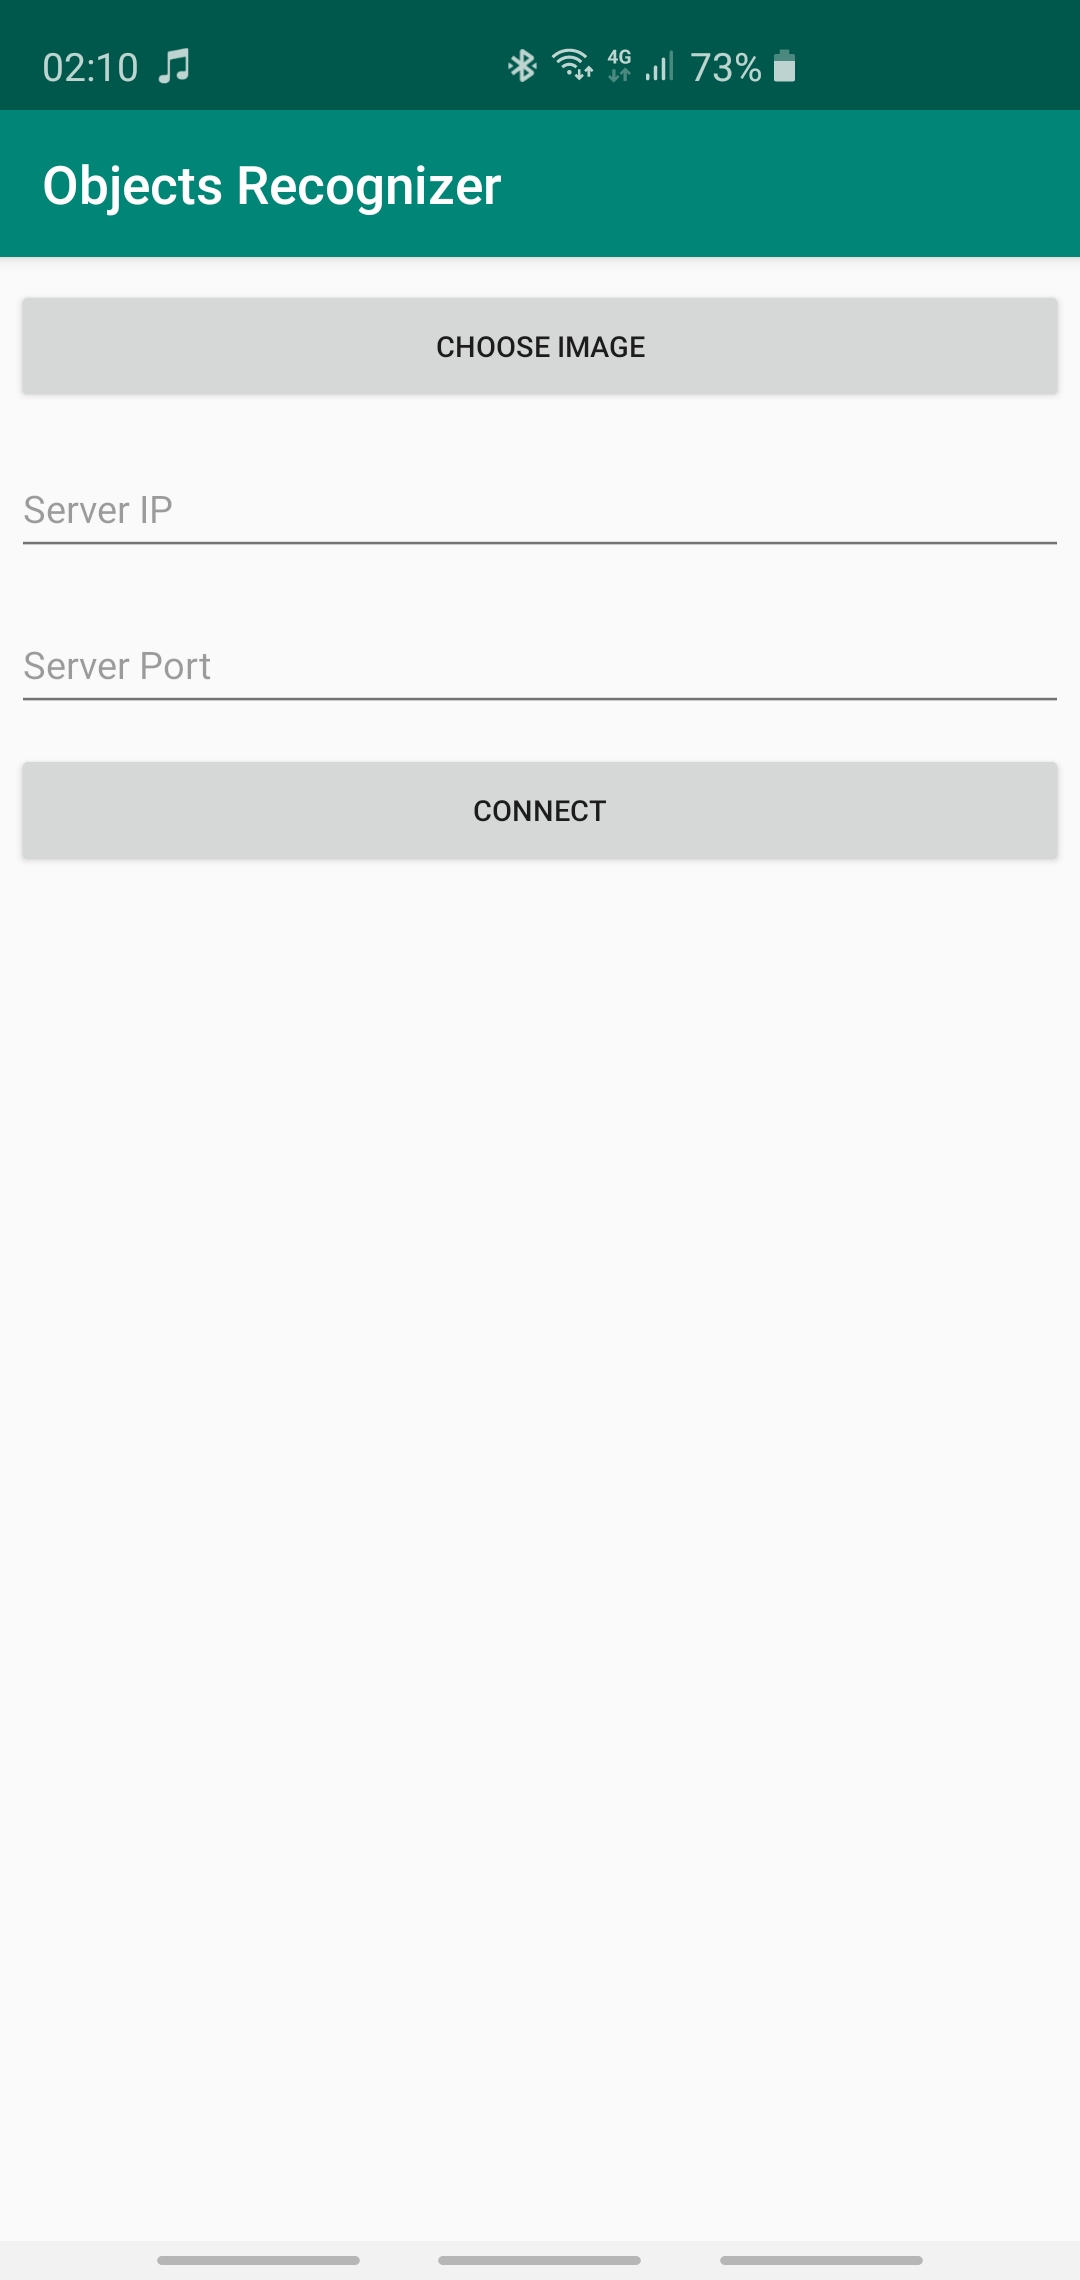 02:10 4G 73%
Objects Recognizer
CHOOSE IMAGE
Server IP
Server Port
CONNECT